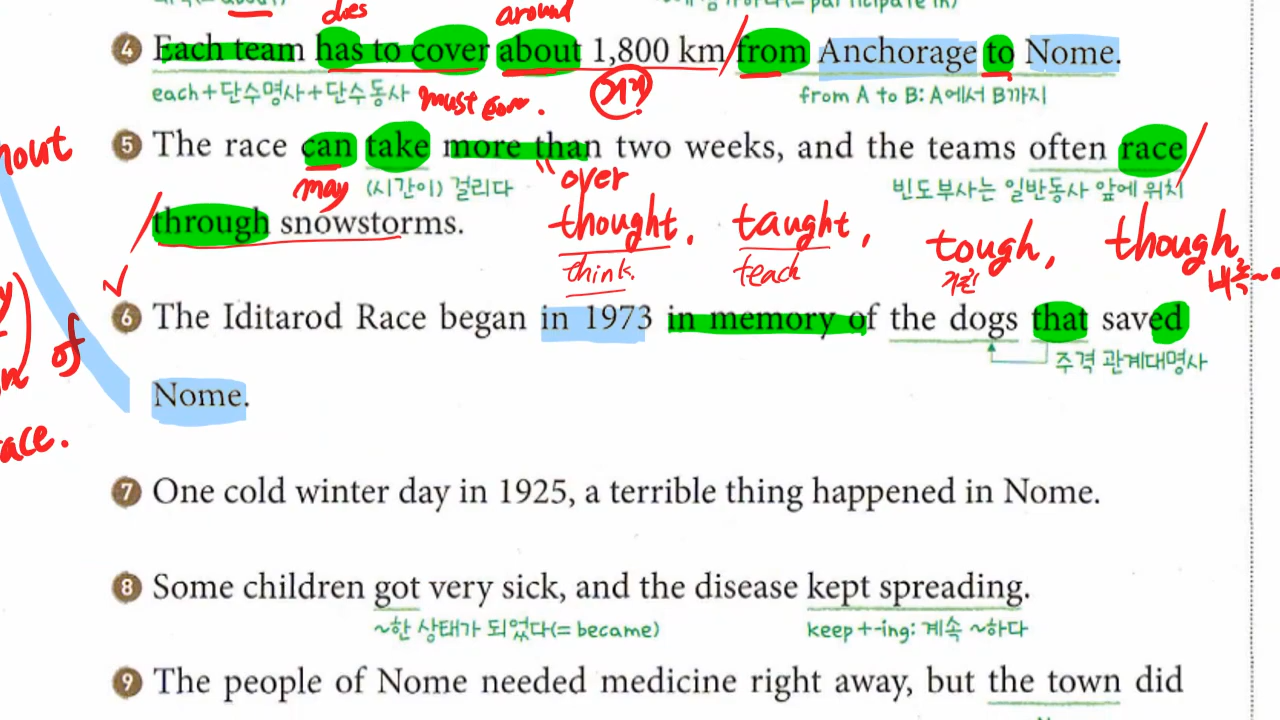 dies
around
4 Each team has to cover about 1,800 km/from Anchorage to Nome.
each+단수명사+단수동사
must
from A to B: A에서 B까지
5 The race can take more than two weeks, and the teams often race/
may
(시간이) 걸리다
over
빈도부사는 일반동사 앞에 위치
/through snowstorms.
thought, taught, tough, though
think.
teach
6 The Iditarod Race began in 1973 in memory of the dogs that saved
주격 관계대명사
of
Nome.
7 One cold winter day in 1925, a terrible thing happened in Nome.
8 Some children got very sick, and the disease kept spreading.
~한 상태가 되었다(= became)
keep+-ing: 계속 ~하다
9 The people of Nome needed medicine right away, but the town did